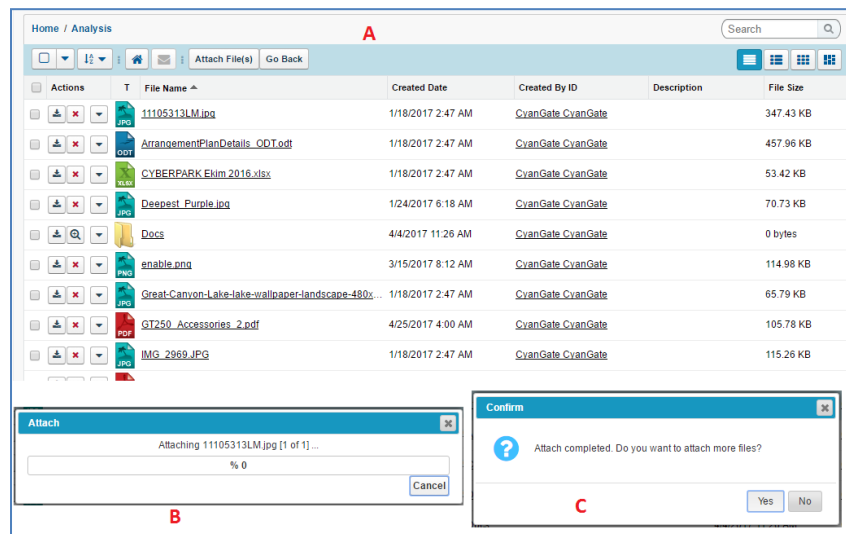 Home / Analysis
A
Search
Attach File(s) Go Back
Actions T File Name Created Date Created By ID Description File Size
JPG 11105313LM.jpg 1/18/2017 2:47 AM CyanGate CyanGate 347.43 KB
ODT ArrangementPlanDetails_ODT.odt 1/18/2017 2:47 AM CyanGate CyanGate 457.96 KB
XLSX CYBERPARK Ekim 2016.xlsx 1/18/2017 2:47 AM CyanGate CyanGate 53.42 KB
JPG Deepest_Purple.jpg 1/24/2017 6:18 AM CyanGate CyanGate 70.73 KB
Docs 4/4/2017 11:26 AM CyanGate CyanGate 0 bytes
PNG enable.png 3/15/2017 8:12 AM CyanGate CyanGate 114.98 KB
JPG Great-Canyon-Lake-lake-wallpaper-landscape-480x... 1/18/2017 2:47 AM CyanGate CyanGate 65.79 KB
PDF GT250_Accessories_2.pdf 4/25/2017 4:00 AM CyanGate CyanGate 105.78 KB
JPG IMG_2969.JPG 1/18/2017 2:47 AM CyanGate CyanGate 115.26 KB
Attach
Attaching 11105313LM.jpg [1 of 1] ...
% 0
Cancel
B
Confirm
Attach completed. Do you want to attach more files?
Yes No
C